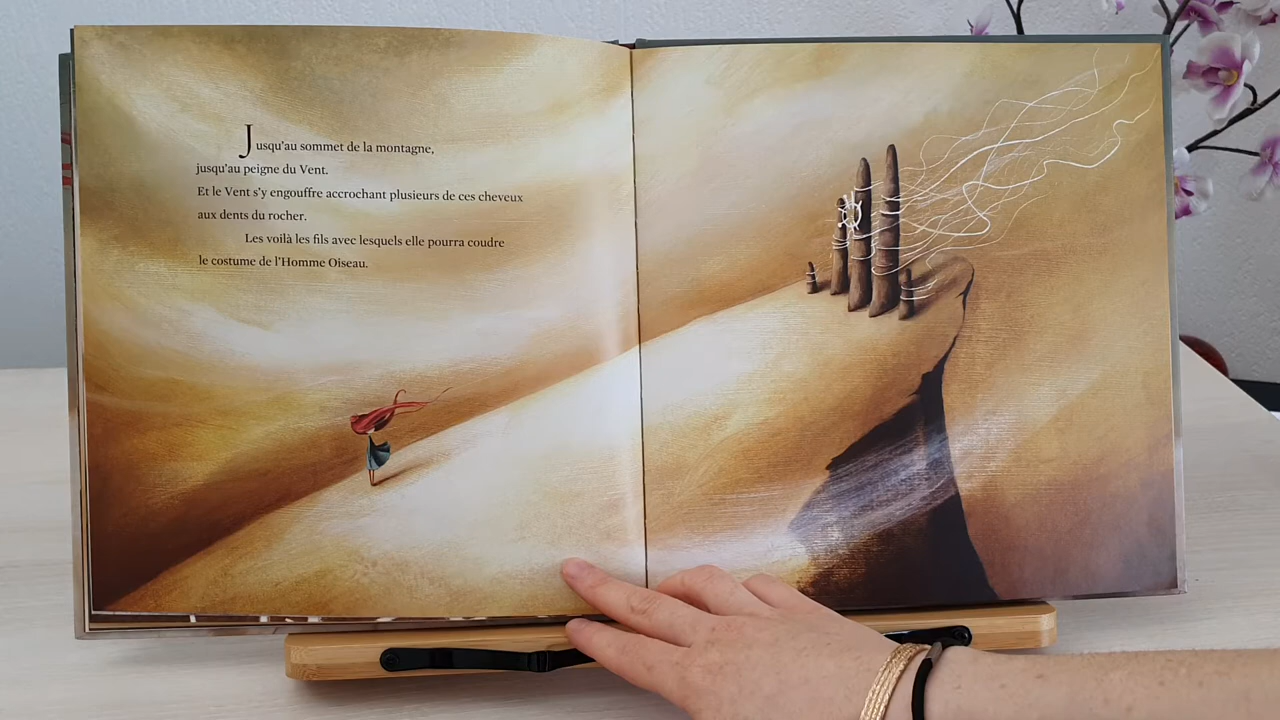 Jusqu'au sommet de la montagne,
jusqu'au peigne du Vent.
Et le Vent s'y engouffre accrochant plusieurs de ces cheveux
aux dents du rocher.
Les voilà les fils avec lesquels elle pourra coudre
le costume de l'Homme Oiseau.